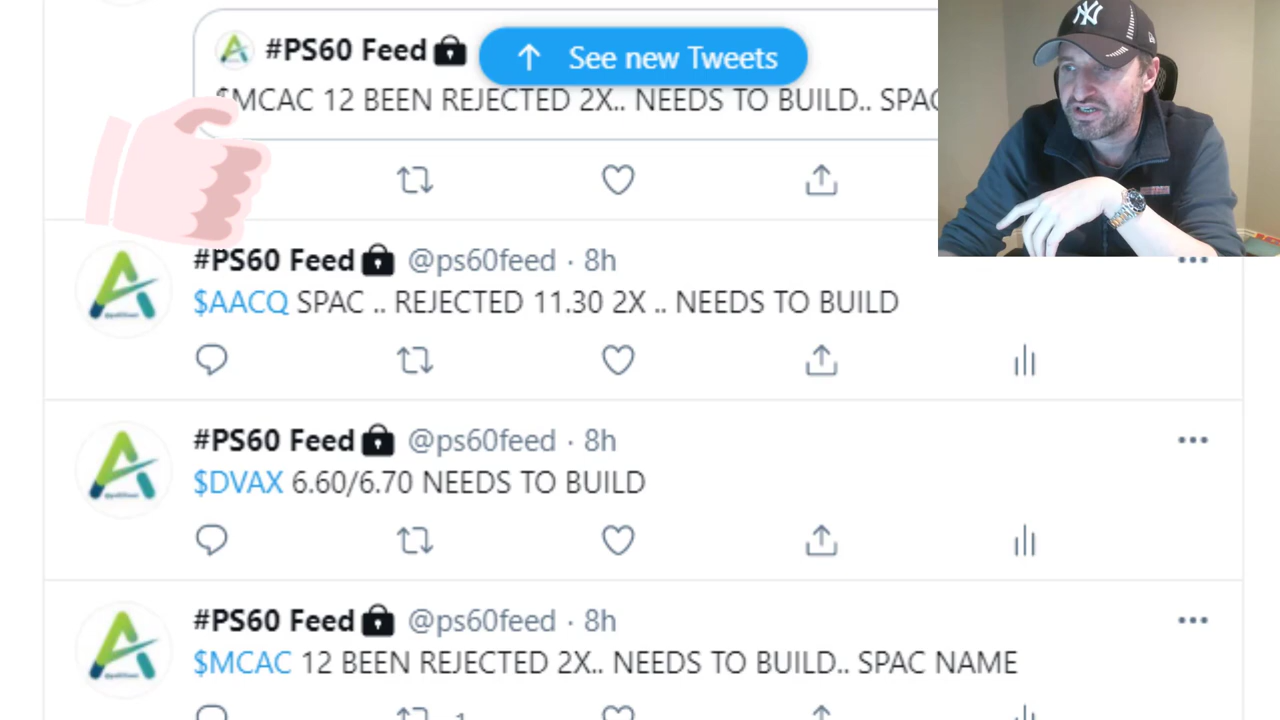 #PS60 Feed
See new Tweets
$MCAC 12 BEEN REJECTED 2X.. NEEDS TO BUILD.. SPAC
#PS60 Feed @ps60feed · 8h
$AACQ SPAC .. REJECTED 11.30 2X .. NEEDS TO BUILD
#PS60 Feed @ps60feed · 8h
$DVAX 6.60/6.70 NEEDS TO BUILD
#PS60 Feed @ps60feed · 8h
$MCAC 12 BEEN REJECTED 2X.. NEEDS TO BUILD.. SPAC NAME
1